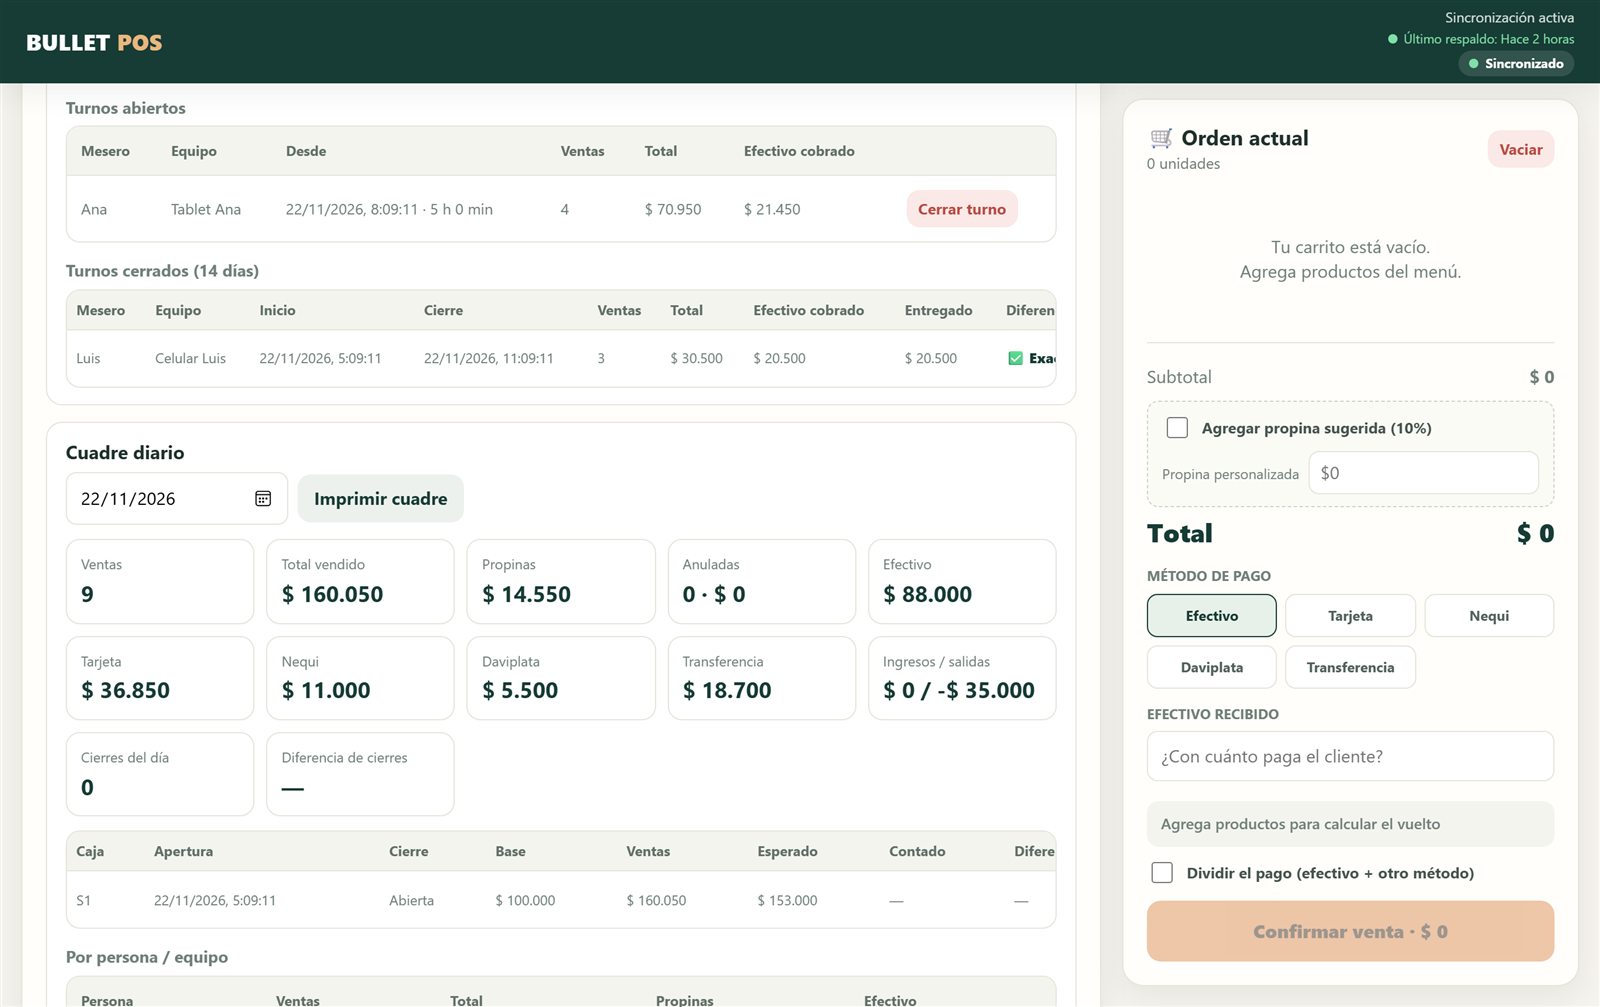 BULLET POS
Sincronización activa
Último respaldo: Hace 2 horas
Sincronizado
Turnos abiertos
Mesero Equipo Desde Ventas Total Efectivo cobrado
Ana Tablet Ana 22/11/2026, 8:09:11 · 5 h 0 min 4 $ 70.950 $ 21.450 Cerrar turno
Turnos cerrados (14 días)
Mesero Equipo Inicio Cierre Ventas Total Efectivo cobrado Entregado Diferen
Luis Celular Luis 22/11/2026, 5:09:11 22/11/2026, 11:09:11 3 $ 30.500 $ 20.500 $ 20.500 ✅ Exa
Cuadre diario
22/11/2026 Imprimir cuadre
Ventas Total vendido Propinas Anuladas Efectivo
9 $ 160.050 $ 14.550 0 · $ 0 $ 88.000
Tarjeta Nequi Daviplata Transferencia Ingresos / salidas
$ 36.850 $ 11.000 $ 5.500 $ 18.700 $ 0 / -$ 35.000
Cierres del día Diferencia de cierres
0 —
Caja Apertura Cierre Base Ventas Esperado Contado Difere
S1 22/11/2026, 5:09:11 Abierta $ 100.000 $ 160.050 $ 153.000 — —
Por persona / equipo
Persona Ventas Total Propinas Efectivo
🛒 Orden actual
0 unidades
Vaciar
Tu carrito está vacío.
Agrega productos del menú.
Subtotal $ 0
Agregar propina sugerida (10%)
Propina personalizada $0
Total $ 0
MÉTODO DE PAGO
Efectivo Tarjeta Nequi
Daviplata Transferencia
EFECTIVO RECIBIDO
¿Con cuánto paga el cliente?
Agrega productos para calcular el vuelto
Dividir el pago (efectivo + otro método)
Confirmar venta · $ 0